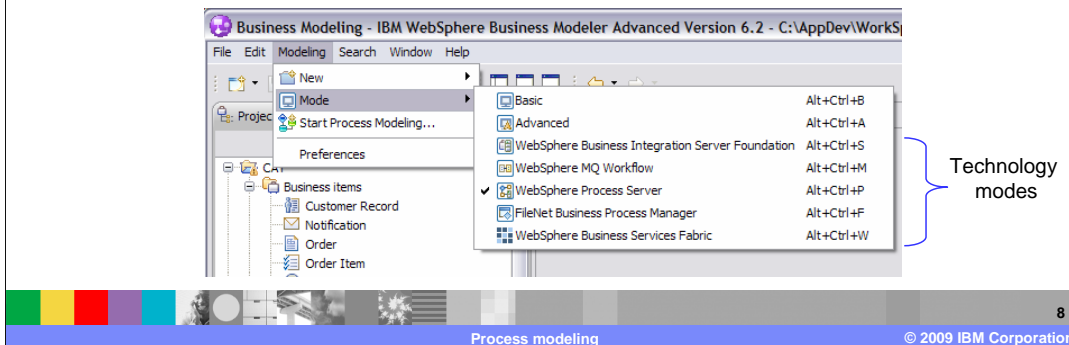 Business Modeling - IBM WebSphere Business Modeler Advanced Version 6.2 - C:\AppDev\WorkSp
File Edit Modeling Search Window Help
New
Mode
Start Process Modeling...
Preferences
Basic Alt+Ctrl+B
Advanced Alt+Ctrl+A
WebSphere Business Integration Server Foundation Alt+Ctrl+S
WebSphere MQ Workflow Alt+Ctrl+M
WebSphere Process Server Alt+Ctrl+P
FileNet Business Process Manager Alt+Ctrl+F
WebSphere Business Services Fabric Alt+Ctrl+W
Technology
modes
Projec
Business items
Customer Record
Notification
Order
Order Item
8
Process modeling
© 2009 IBM Corporation